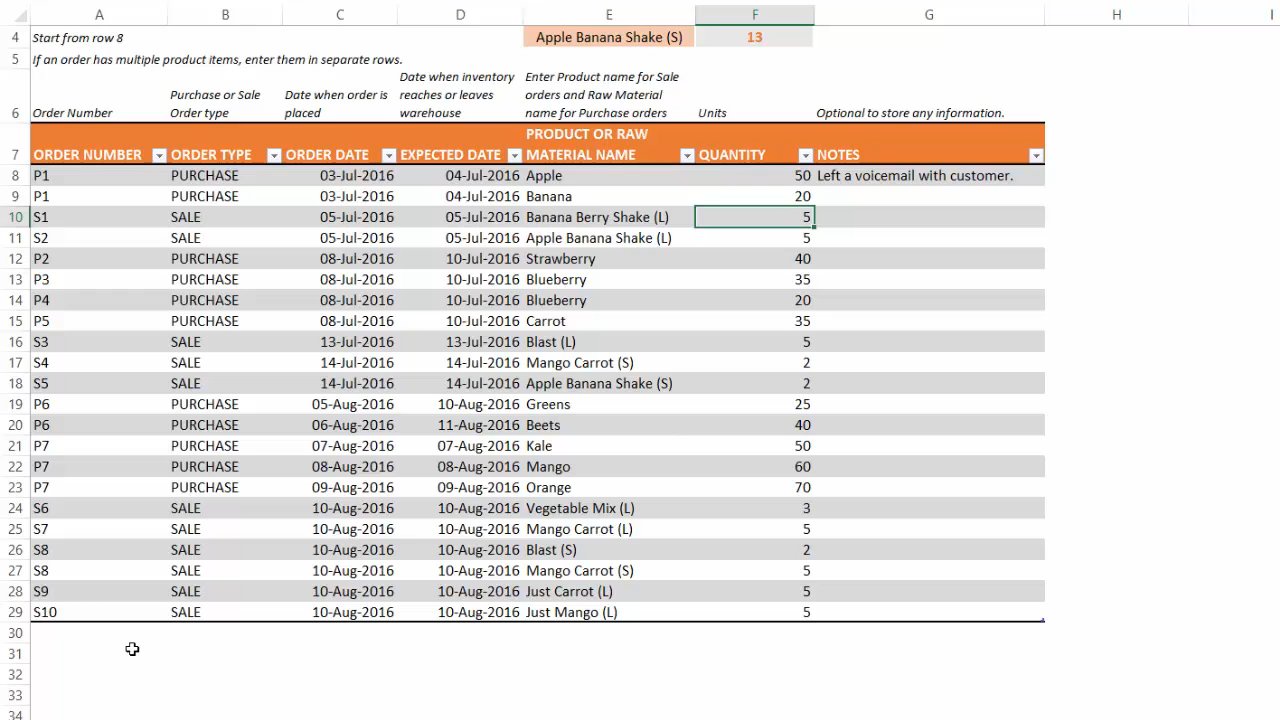 A B C D E F G H I
4 Start from row 8 Apple Banana Shake (S) 13
5 If an order has multiple product items, enter them in separate rows.
Date when inventory Enter Product name for Sale
Purchase or Sale Date when order is reaches or leaves orders and Raw Material
6 Order Number Order type placed warehouse name for Purchase orders Units Optional to store any information.
PRODUCT OR RAW
7 ORDER NUMBER ORDER TYPE ORDER DATE EXPECTED DATE MATERIAL NAME QUANTITY NOTES
8 P1 PURCHASE 03-Jul-2016 04-Jul-2016 Apple 50 Left a voicemail with customer.
9 P1 PURCHASE 03-Jul-2016 04-Jul-2016 Banana 20
10 S1 SALE 05-Jul-2016 05-Jul-2016 Banana Berry Shake (L) 5
11 S2 SALE 05-Jul-2016 05-Jul-2016 Apple Banana Shake (L) 5
12 P2 PURCHASE 08-Jul-2016 10-Jul-2016 Strawberry 40
13 P3 PURCHASE 08-Jul-2016 10-Jul-2016 Blueberry 35
14 P4 PURCHASE 08-Jul-2016 10-Jul-2016 Blueberry 20
15 P5 PURCHASE 08-Jul-2016 10-Jul-2016 Carrot 35
16 S3 SALE 13-Jul-2016 13-Jul-2016 Blast (L) 5
17 S4 SALE 14-Jul-2016 14-Jul-2016 Mango Carrot (S) 2
18 S5 SALE 14-Jul-2016 14-Jul-2016 Apple Banana Shake (S) 2
19 P6 PURCHASE 05-Aug-2016 10-Aug-2016 Greens 25
20 P6 PURCHASE 06-Aug-2016 11-Aug-2016 Beets 40
21 P7 PURCHASE 07-Aug-2016 07-Aug-2016 Kale 50
22 P7 PURCHASE 08-Aug-2016 08-Aug-2016 Mango 60
23 P7 PURCHASE 09-Aug-2016 09-Aug-2016 Orange 70
24 S6 SALE 10-Aug-2016 10-Aug-2016 Vegetable Mix (L) 3
25 S7 SALE 10-Aug-2016 10-Aug-2016 Mango Carrot (L) 5
26 S8 SALE 10-Aug-2016 10-Aug-2016 Blast (S) 2
27 S8 SALE 10-Aug-2016 10-Aug-2016 Mango Carrot (S) 5
28 S9 SALE 10-Aug-2016 10-Aug-2016 Just Carrot (L) 5
29 S10 SALE 10-Aug-2016 10-Aug-2016 Just Mango (L) 5
30
31
32
33
34